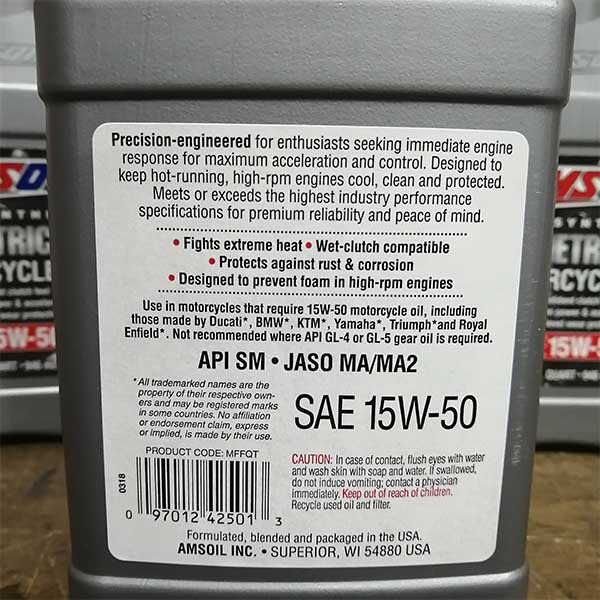 Precision-engineered for enthusiasts seeking immediate engine
response for maximum acceleration and control. Designed to
keep hot-running, high-rpm engines cool, clean and protected.
Meets or exceeds the highest industry performance
specifications for premium reliability and peace of mind.
• Fights extreme heat • Wet-clutch compatible
• Protects against rust & corrosion
• Designed to prevent foam in high-rpm engines
Use in motorcycles that require 15W-50 motorcycle oil, including
those made by Ducati*, BMW*, KTM*, Yamaha*, Triumph*and Royal
Enfield*. Not recommended where API GL-4 or GL-5 gear oil is required.
API SM • JASO MA/MA2
*All trademarked names are the
property of their respective own-
ers and may be registered marks
in some countries. No affiliation
or endorsement claim, express
or implied, is made by their use.
SAE 15W-50
PRODUCT CODE: MFFQT
0318
0 97012 42501 3
CAUTION: In case of contact, flush eyes with water
and wash skin with soap and water. If swallowed,
do not induce vomiting; contact a physician
immediately. Keep out of reach of children.
Recycle used oil and filter.
Formulated, blended and packaged in the USA.
AMSOIL INC. • SUPERIOR, WI 54880 USA